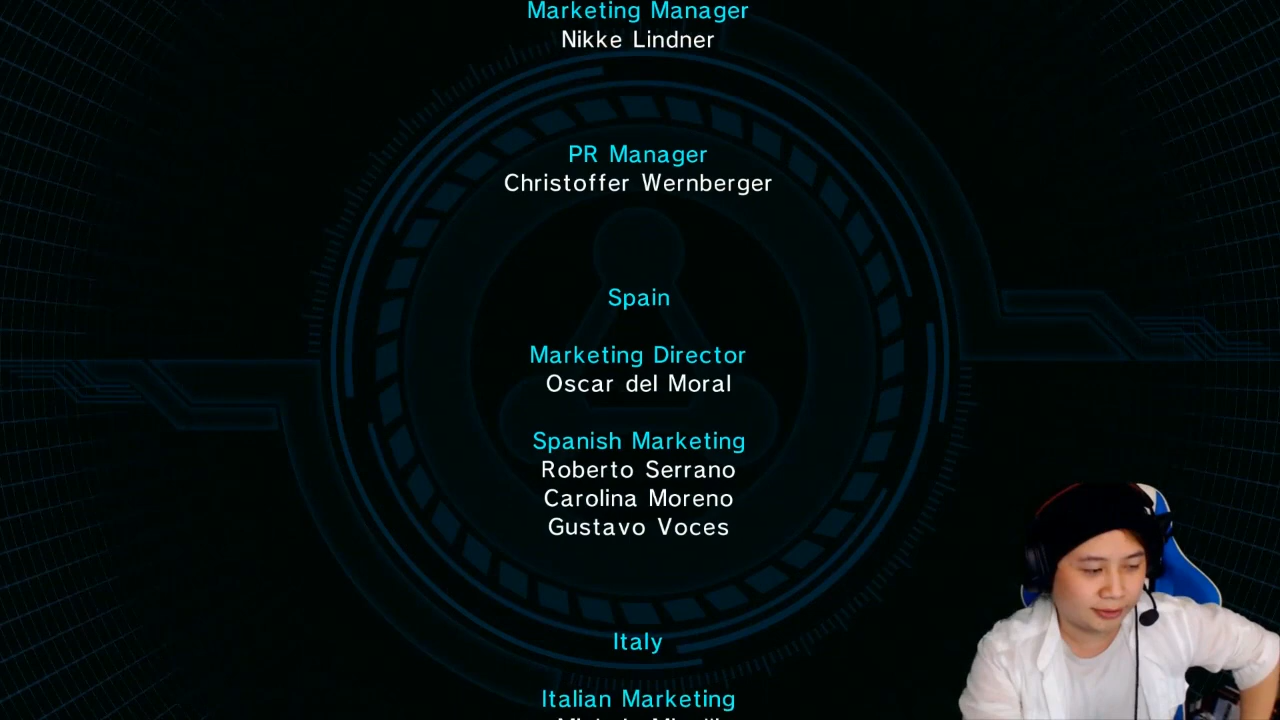 Marketing Manager
Nikke Lindner
PR Manager
Christoffer Wernberger
Spain
Marketing Director
Oscar del Moral
Spanish Marketing
Roberto Serrano
Carolina Moreno
Gustavo Voces
Italy
Italian Marketing